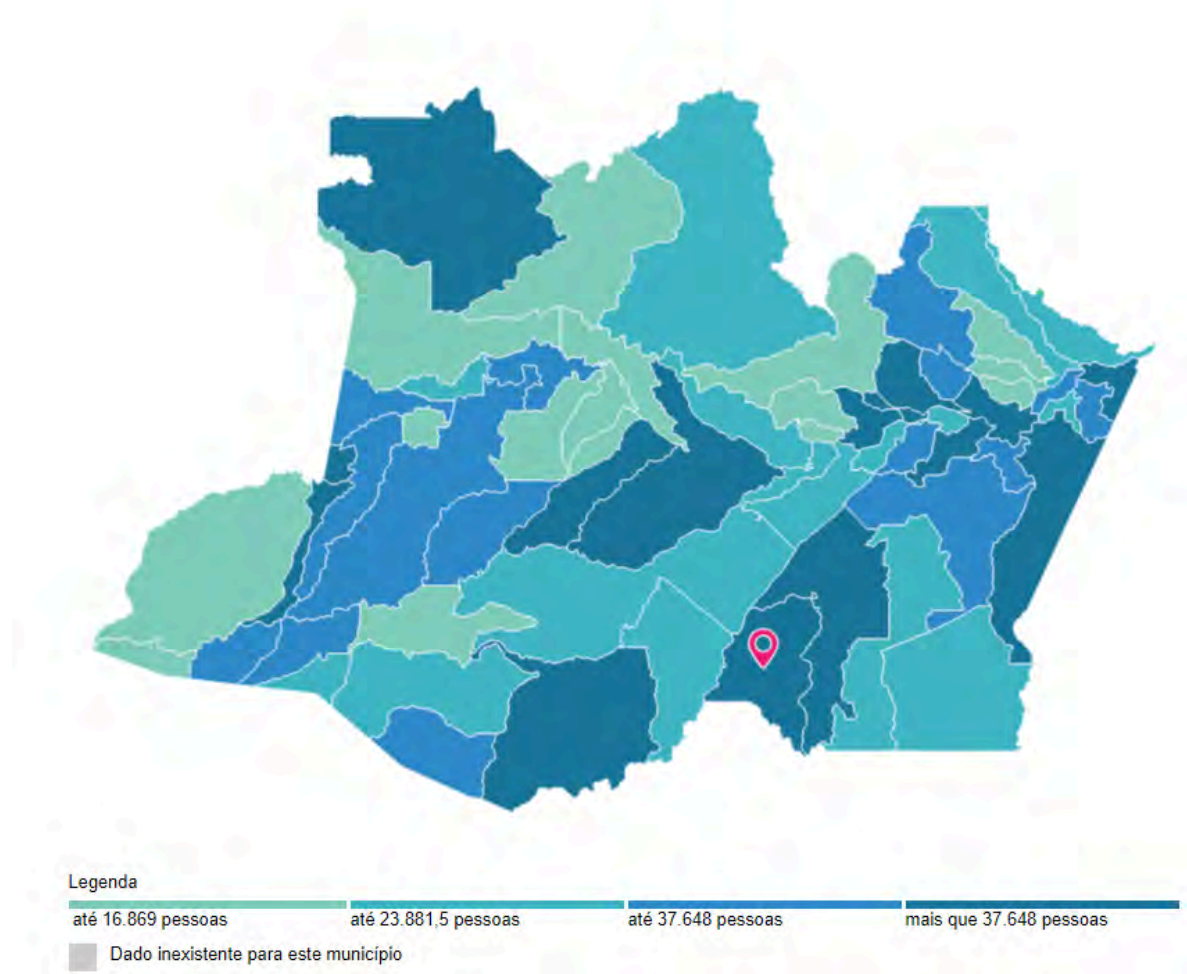 Legenda
até 16.869 pessoas
até 23.881,5 pessoas
até 37.648 pessoas
mais que 37.648 pessoas
Dado inexistente para este município